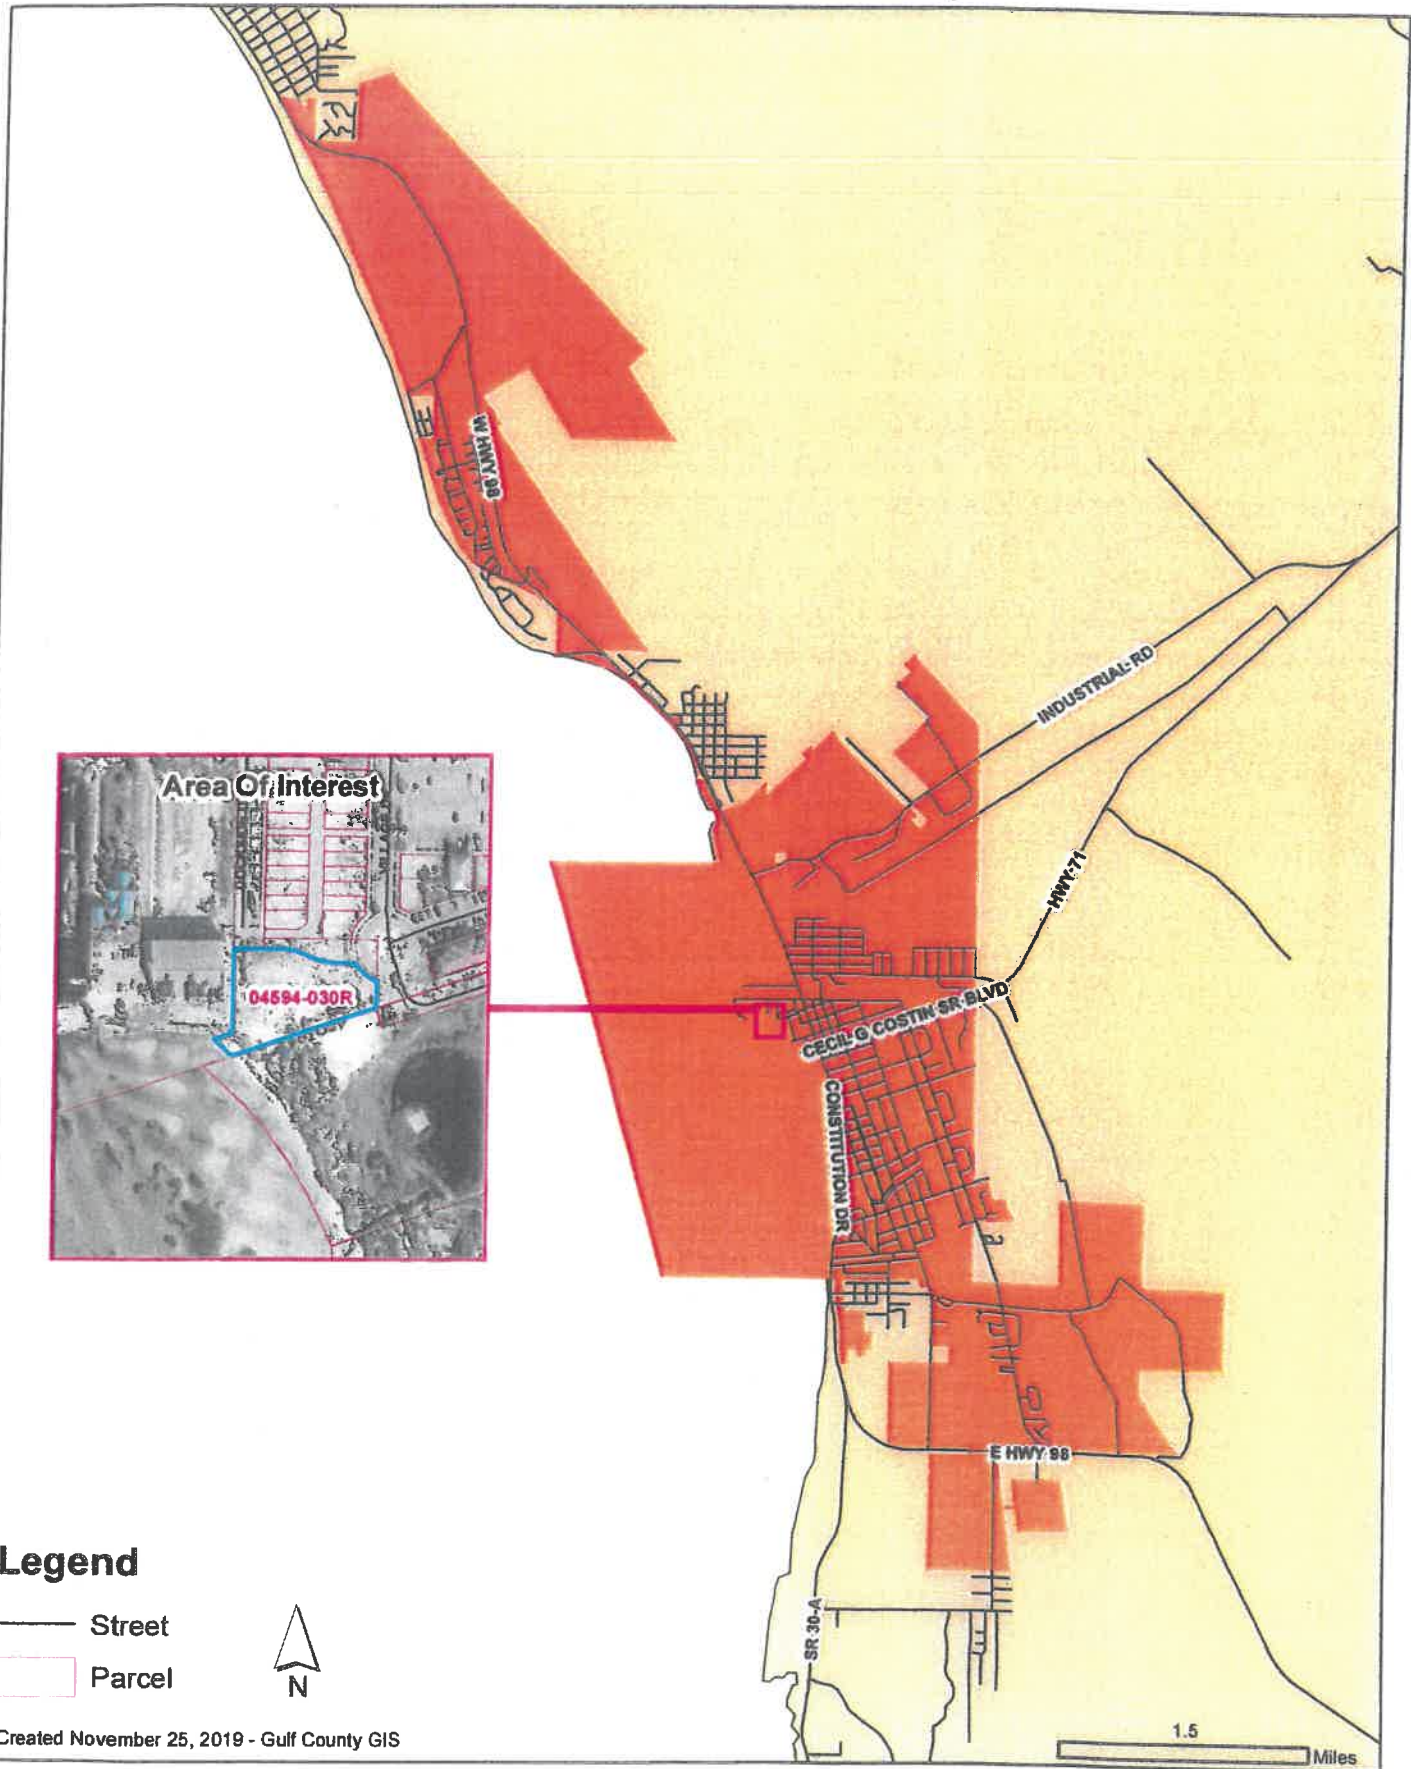 W HWY 98
INDUSTRIAL RD
Area Of Interest
HWY 71
04594-030R
CECIL G COSTIN SR BLVD
CONSTITUTION DR
E HWY 98
Legend
Street
SR 30-A
Parcel
N
Created November 25, 2019 - Gulf County GIS
1.5
Miles